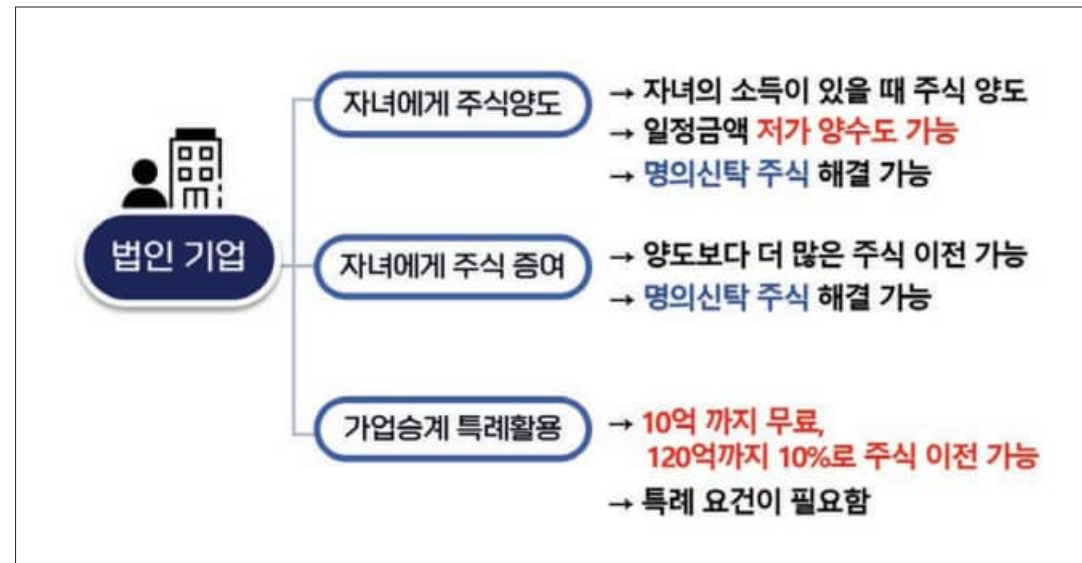 자녀에게 주식양도
→ 자녀의 소득이 있을 때 주식 양도
→ 일정금액 저가 양수도 가능
→ 명의신탁 주식 해결 가능
법인 기업
자녀에게 주식 증여
→ 양도보다 더 많은 주식 이전 가능
→ 명의신탁 주식 해결 가능
가업승계 특례활용
→ 10억 까지 무료,
120억까지 10%로 주식 이전 가능
→ 특례 요건이 필요함